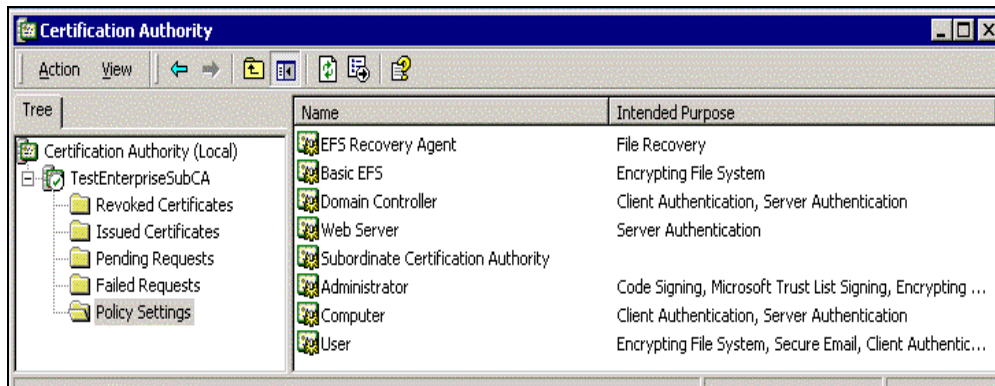 Certification Authority
Action View
Tree
Name Intended Purpose
Certification Authority (Local)
TestEnterpriseSubCA
Revoked Certificates
Issued Certificates
Pending Requests
Failed Requests
Policy Settings
EFS Recovery Agent File Recovery
Basic EFS Encrypting File System
Domain Controller Client Authentication, Server Authentication
Web Server Server Authentication
Subordinate Certification Authority
Administrator Code Signing, Microsoft Trust List Signing, Encrypting ...
Computer Client Authentication, Server Authentication
User Encrypting File System, Secure Email, Client Authentic...